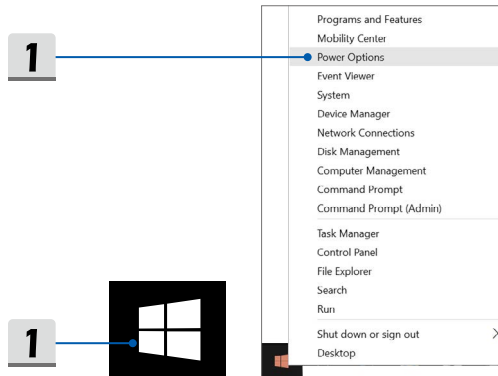 Programs and Features
Mobility Center
1
Power Options
Event Viewer
System
Device Manager
Network Connections
Disk Management
Computer Management
Command Prompt
Command Prompt (Admin)
Task Manager
Control Panel
File Explorer
Search
Run
1
Shut down or sign out
Desktop